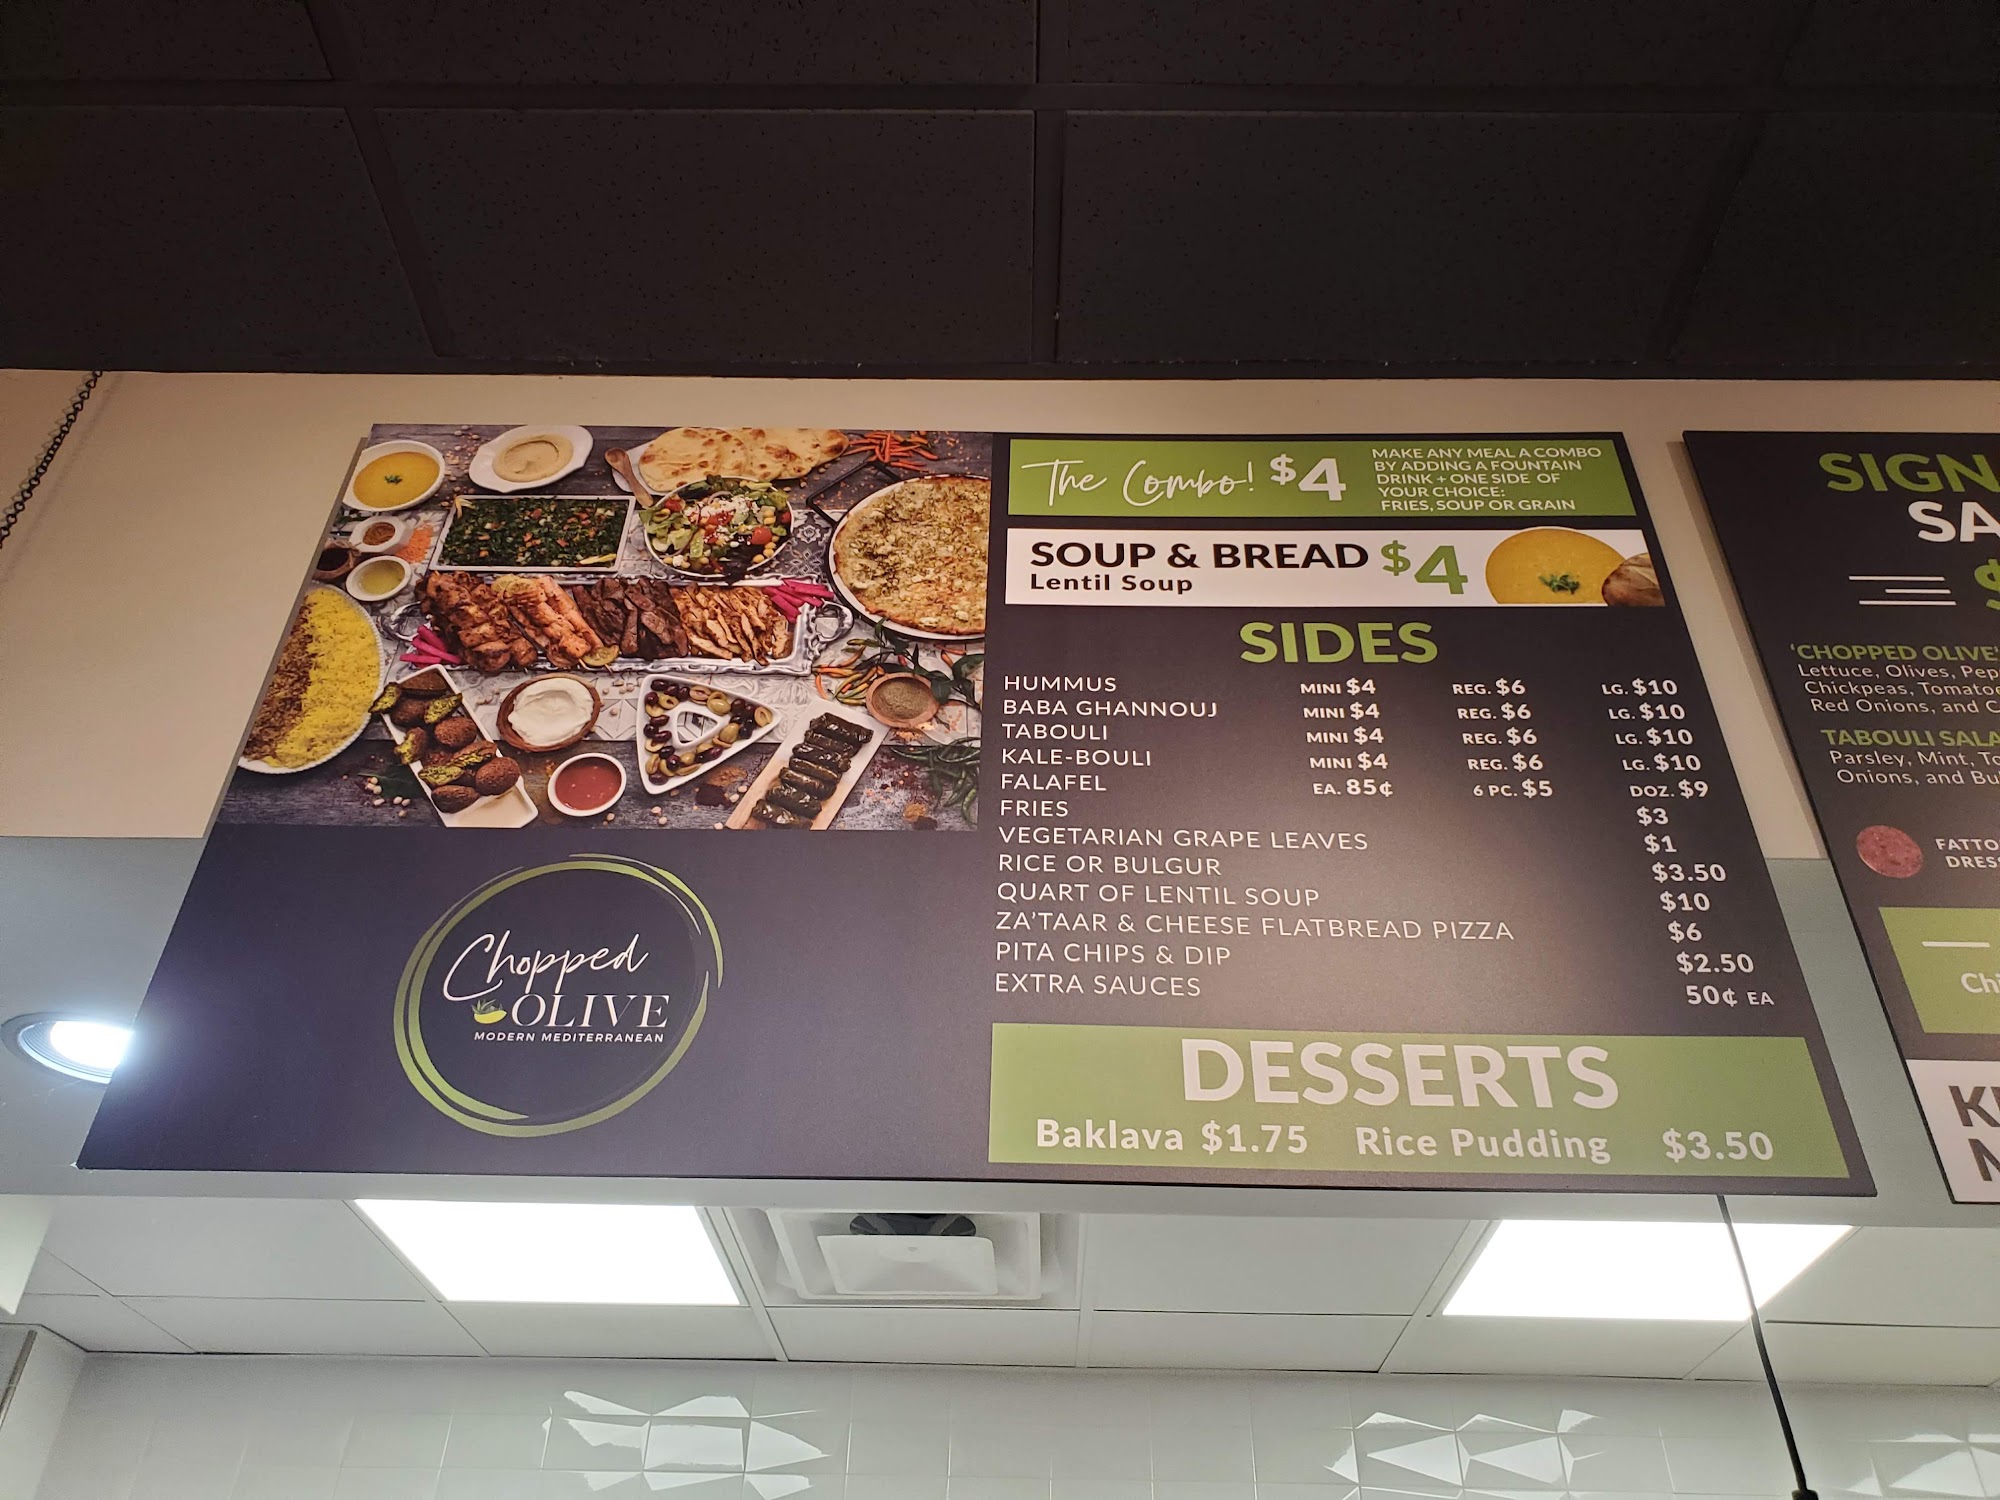 The Combo! $4
MAKE ANY MEAL A COMBO
BY ADDING A FOUNTAIN
DRINK + ONE SIDE OF
YOUR CHOICE:
FRIES, SOUP OR GRAIN
SOUP & BREAD $4
Lentil Soup
SIDES
HUMMUS MINI $4 REG. $6 LG. $10
BABA GHANNOUJ MINI $4 REG. $6 LG. $10
TABOULI MINI $4 REG. $6 LG. $10
KALE-BOULI MINI $4 REG. $6 LG. $10
FALAFEL EA. 85¢ 6 PC. $5 DOZ. $9
FRIES $3
VEGETARIAN GRAPE LEAVES $1
RICE OR BULGUR $3.50
QUART OF LENTIL SOUP $10
ZA'TAAR & CHEESE FLATBREAD PIZZA $6
PITA CHIPS & DIP $2.50
EXTRA SAUCES 50¢ EA
DESSERTS
Baklava $1.75 Rice Pudding $3.50
Chopped
OLIVE
MODERN MEDITERRANEAN
'CHOPPED OLIVE'
Lettuce, Olives,
Chickpeas,
Red Onions, and
TABOULI
Parsley, Mint,
Onions, and